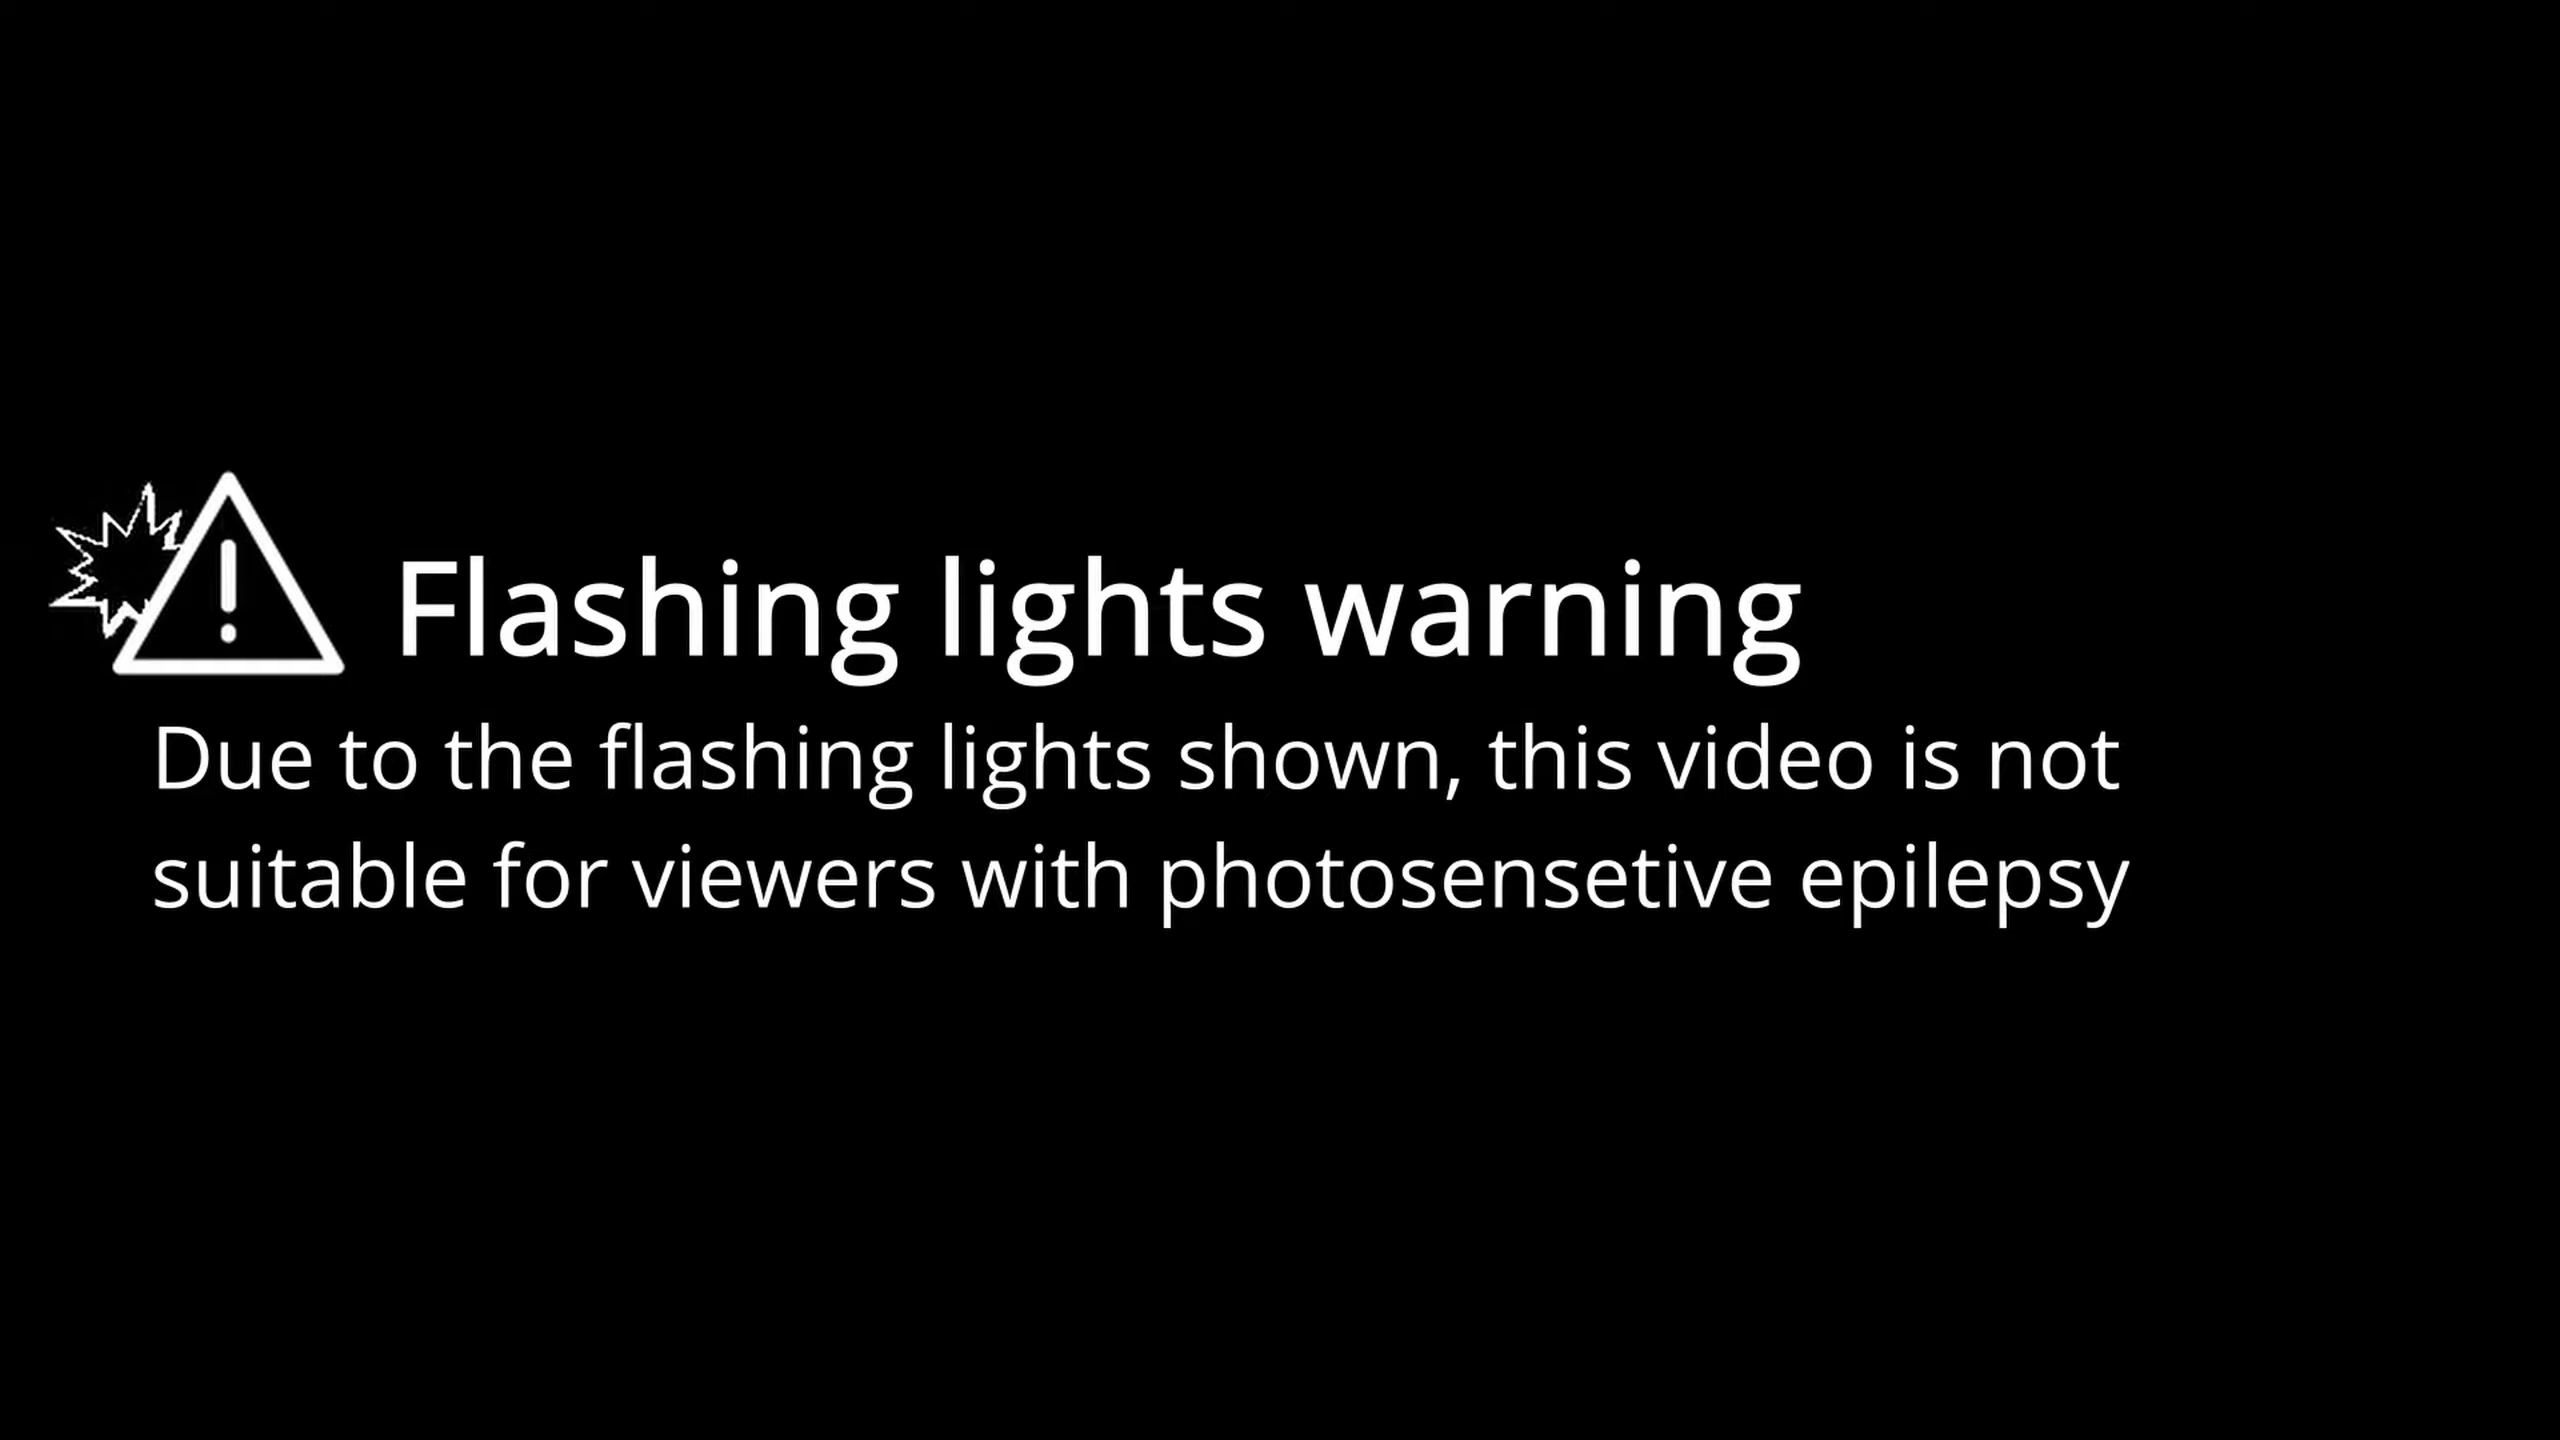 Flashing lights warning
Due to the flashing lights shown, this video is not
suitable for viewers with photosensetive epilepsy